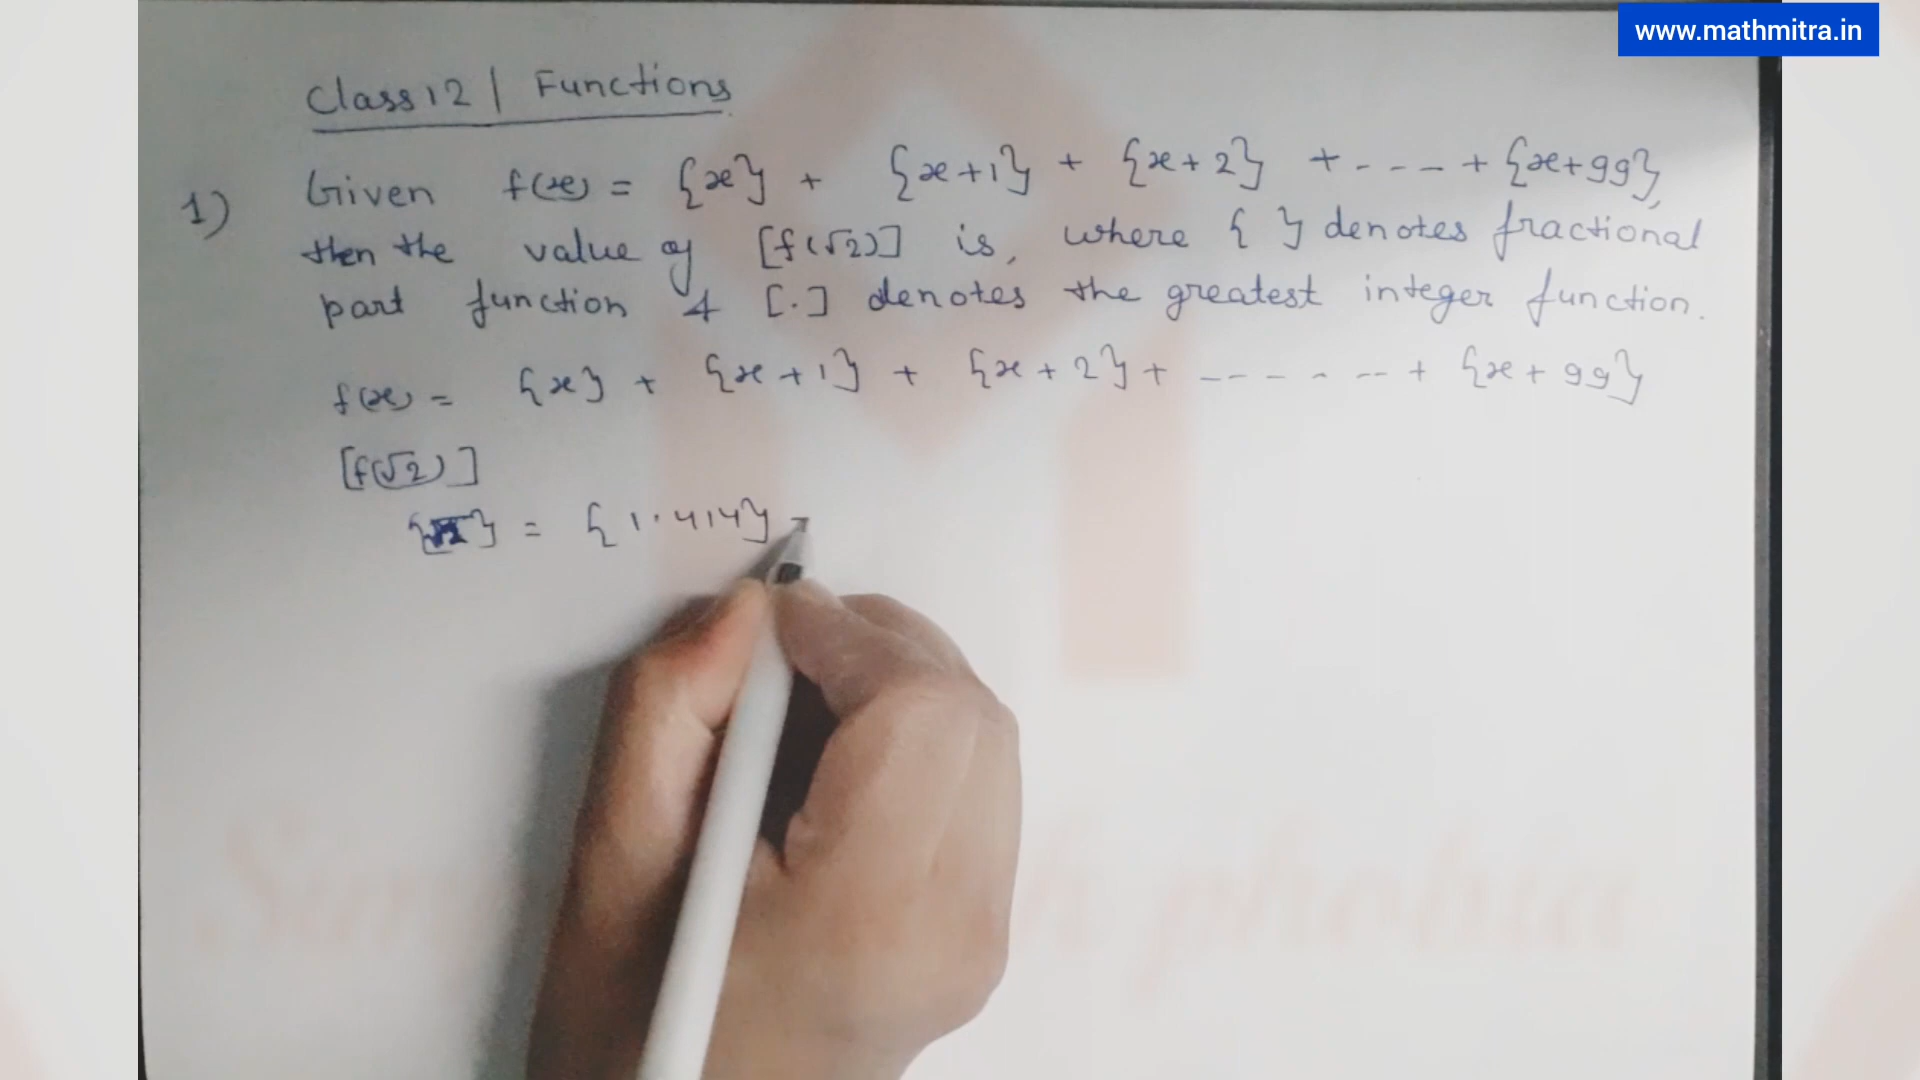 www.mathmitra.in
Class 12 | Functions
1) Given f(x) = {x} + {x+1} + {x+2} + - - - + {x+99},
then the value of [f(√2)] is, where { } denotes fractional
part function & [.] denotes the greatest integer function.
f(x) = {x} + {x+1} + {x+2} + - - - - - - + {x+99}
[f(√2)]
{√2} = {1.414} -